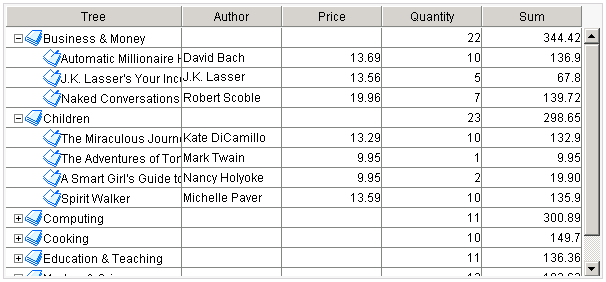 Tree Author Price Quantity Sum
Business & Money 22 344.42
Automatic Millionaire David Bach 13.69 10 136.9
J.K. Lasser's Your Inc J.K. Lasser 13.56 5 67.8
Naked Conversations Robert Scoble 19.96 7 139.72
Children 23 298.65
The Miraculous Journe Kate DiCamillo 13.29 10 132.9
The Adventures of Tor Mark Twain 9.95 1 9.95
A Smart Girl's Guide to Nancy Holyoke 9.95 2 19.90
Spirit Walker Michelle Paver 13.59 10 135.9
Computing 11 300.89
Cooking 10 149.7
Education & Teaching 11 136.36